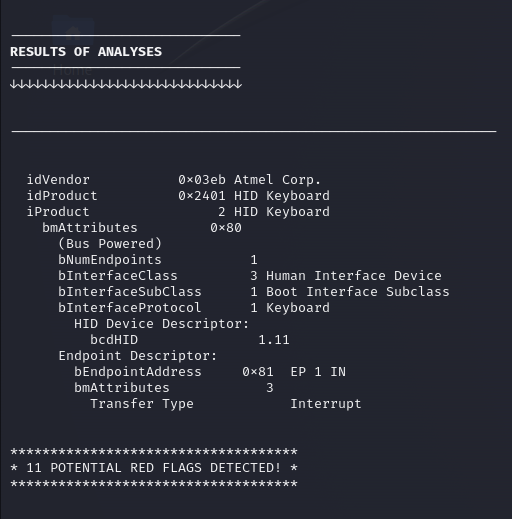 RESULTS OF ANALYSES
idVendor 0x03eb Atmel Corp.
idProduct 0x2401 HID Keyboard
iProduct 2 HID Keyboard
bmAttributes 0x80
(Bus Powered)
bNumEndpoints 1
bInterfaceClass 3 Human Interface Device
bInterfaceSubClass 1 Boot Interface Subclass
bInterfaceProtocol 1 Keyboard
HID Device Descriptor:
bcdHID 1.11
Endpoint Descriptor:
bEndpointAddress 0x81 EP 1 IN
bmAttributes 3
Transfer Type Interrupt
************************************
* 11 POTENTIAL RED FLAGS DETECTED! *
************************************